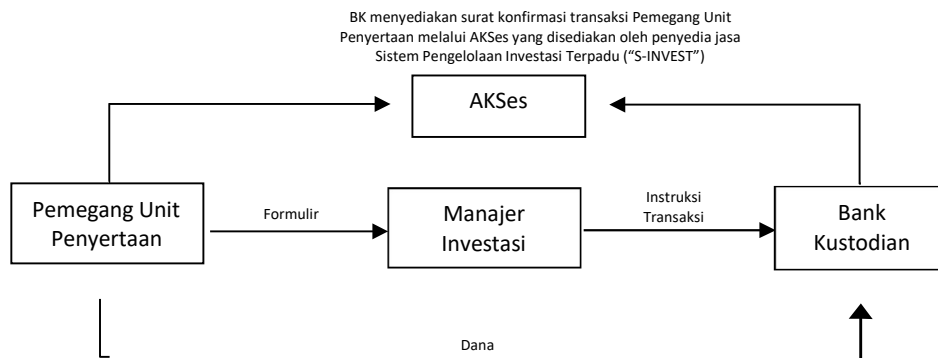 BK menyediakan surat konfirmasi transaksi Pemegang Unit
Penyertaan melalui AKSes yang disediakan oleh penyedia jasa
Sistem Pengelolaan Investasi Terpadu (“S-INVEST”)
AKSes
Pemegang Unit
Penyertaan
Formulir
Manajer
Investasi
Instruksi
Transaksi
Bank
Kustodian
Dana